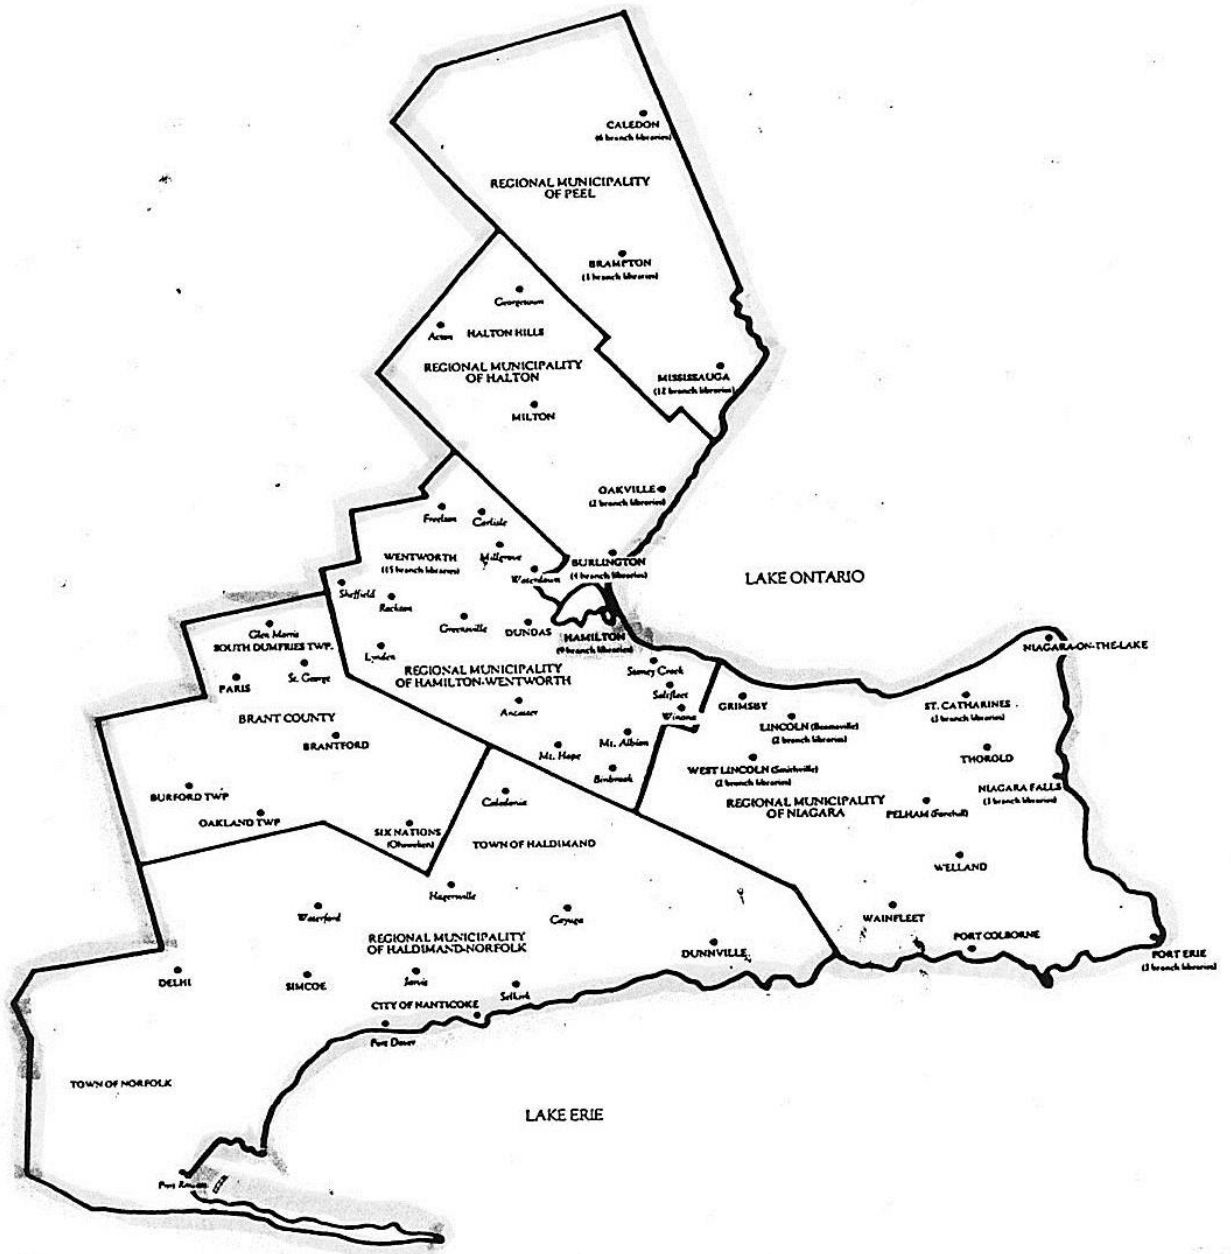 CALEDON
(6 branch libraries)
REGIONAL MUNICIPALITY
OF PEEL
BRAMPTON
(3 branch libraries)
Georgetown
Acton
HALTON HILLS
REGIONAL MUNICIPALITY
OF HALTON
MISSISSAUGA
(12 branch libraries)
MILTON
OAKVILLE
(2 branch libraries)
Freelton
Carlisle
WENTWORTH
(15 branch libraries)
Millgrove
BURLINGTON
(4 branch libraries)
Waterdown
LAKE ONTARIO
Sheffield
Rockton
Greensville
DUNDAS
HAMILTON
(9 branch libraries)
Glen Morris
SOUTH DUMFRIES TWP.
NIAGARA-ON-THE-LAKE
Lynden
REGIONAL MUNICIPALITY
OF HAMILTON-WENTWORTH
Stoney Creek
St. George
PARIS
Saltfleet
GRIMSBY
ST. CATHARINES
(3 branch libraries)
Ancaster
Winona
BRANT COUNTY
LINCOLN (Beamsville)
(2 branch libraries)
BRANTFORD
Mt. Hope
Mt. Albion
THOROLD
WEST LINCOLN (Smithville)
(2 branch libraries)
Binbrook
NIAGARA FALLS
(3 branch libraries)
BURFORD TWP
Caledonia
REGIONAL MUNICIPALITY
OF NIAGARA
PELHAM (Fonthill)
OAKLAND TWP
SIX NATIONS
(Ohsweken)
TOWN OF HALDIMAND
WELLAND
Hagersville
Waterford
Cayuga
WAINFLEET
REGIONAL MUNICIPALITY
OF HALDIMAND-NORFOLK
PORT COLBORNE
DUNNVILLE
FORT ERIE
(3 branch libraries)
DELHI
SIMCOE
Jarvis
Selkirk
CITY OF NANTICOKE
Port Dover
TOWN OF NORFOLK
LAKE ERIE
Port Rowan